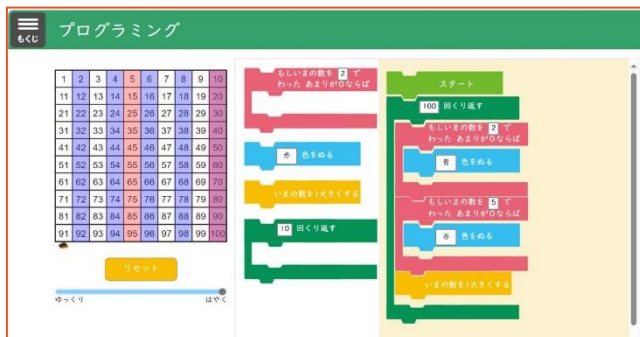 もくじ
プログラミング
1 2 3 4 5 6 7 8 9 10
11 12 13 14 15 16 17 18 19 20
21 22 23 24 25 26 27 28 29 30
31 32 33 34 35 36 37 38 39 40
41 42 43 44 45 46 47 48 49 50
51 52 53 54 55 56 57 58 59 60
61 62 63 64 65 66 67 68 69 70
71 72 73 74 75 76 77 78 79 80
81 82 83 84 85 86 87 88 89 90
91 92 93 94 95 96 97 98 99 100
リセット
ゆっくり はやく
もしいまの数を 2 で
わった あまりが0ならば
赤 色をぬる
いまの数を1大きくする
10 回くり返す
スタート
100 回くり返す
もしいまの数を 2 で
わった あまりが0ならば
青 色をぬる
もしいまの数を 5 で
わった あまりが0ならば
赤 色をぬる
いまの数を1大きくする